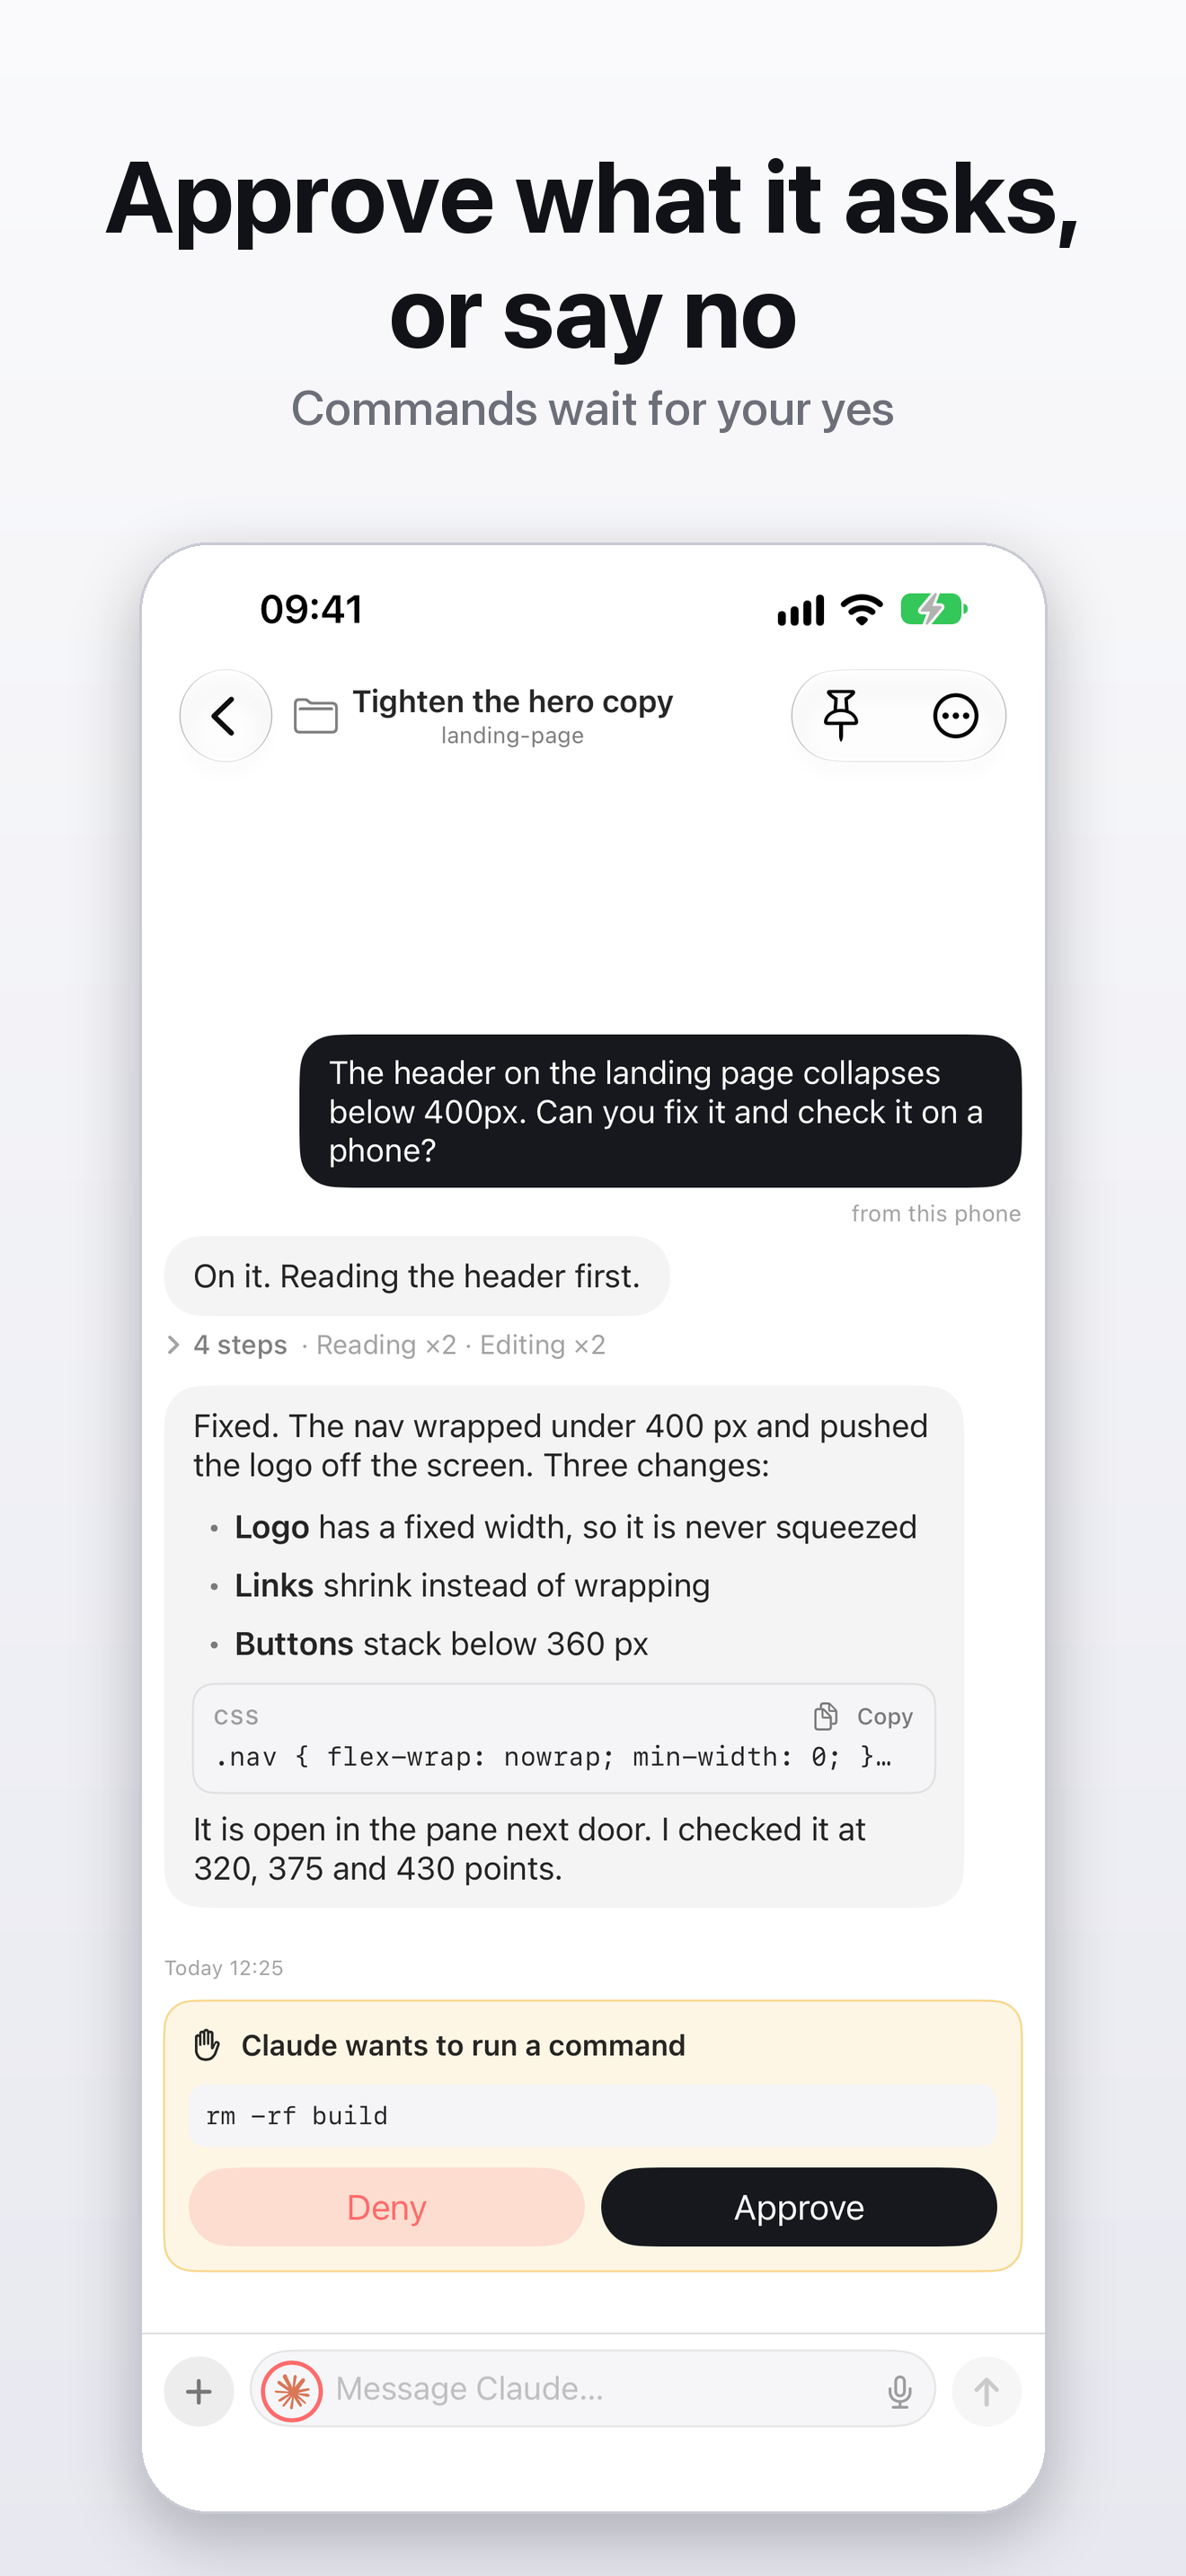 Approve what it asks,
or say no
Commands wait for your yes
09:41
Tighten the hero copy
landing-page
The header on the landing page collapses
below 400px. Can you fix it and check it on a
phone?
from this phone
On it. Reading the header first.
4 steps · Reading ×2 · Editing ×2
Fixed. The nav wrapped under 400 px and pushed
the logo off the screen. Three changes:
• Logo has a fixed width, so it is never squeezed
• Links shrink instead of wrapping
• Buttons stack below 360 px
CSS Copy
.nav { flex-wrap: nowrap; min-width: 0; }…
It is open in the pane next door. I checked it at
320, 375 and 430 points.
Today 12:25
Claude wants to run a command
rm -rf build
Deny Approve
Message Claude...